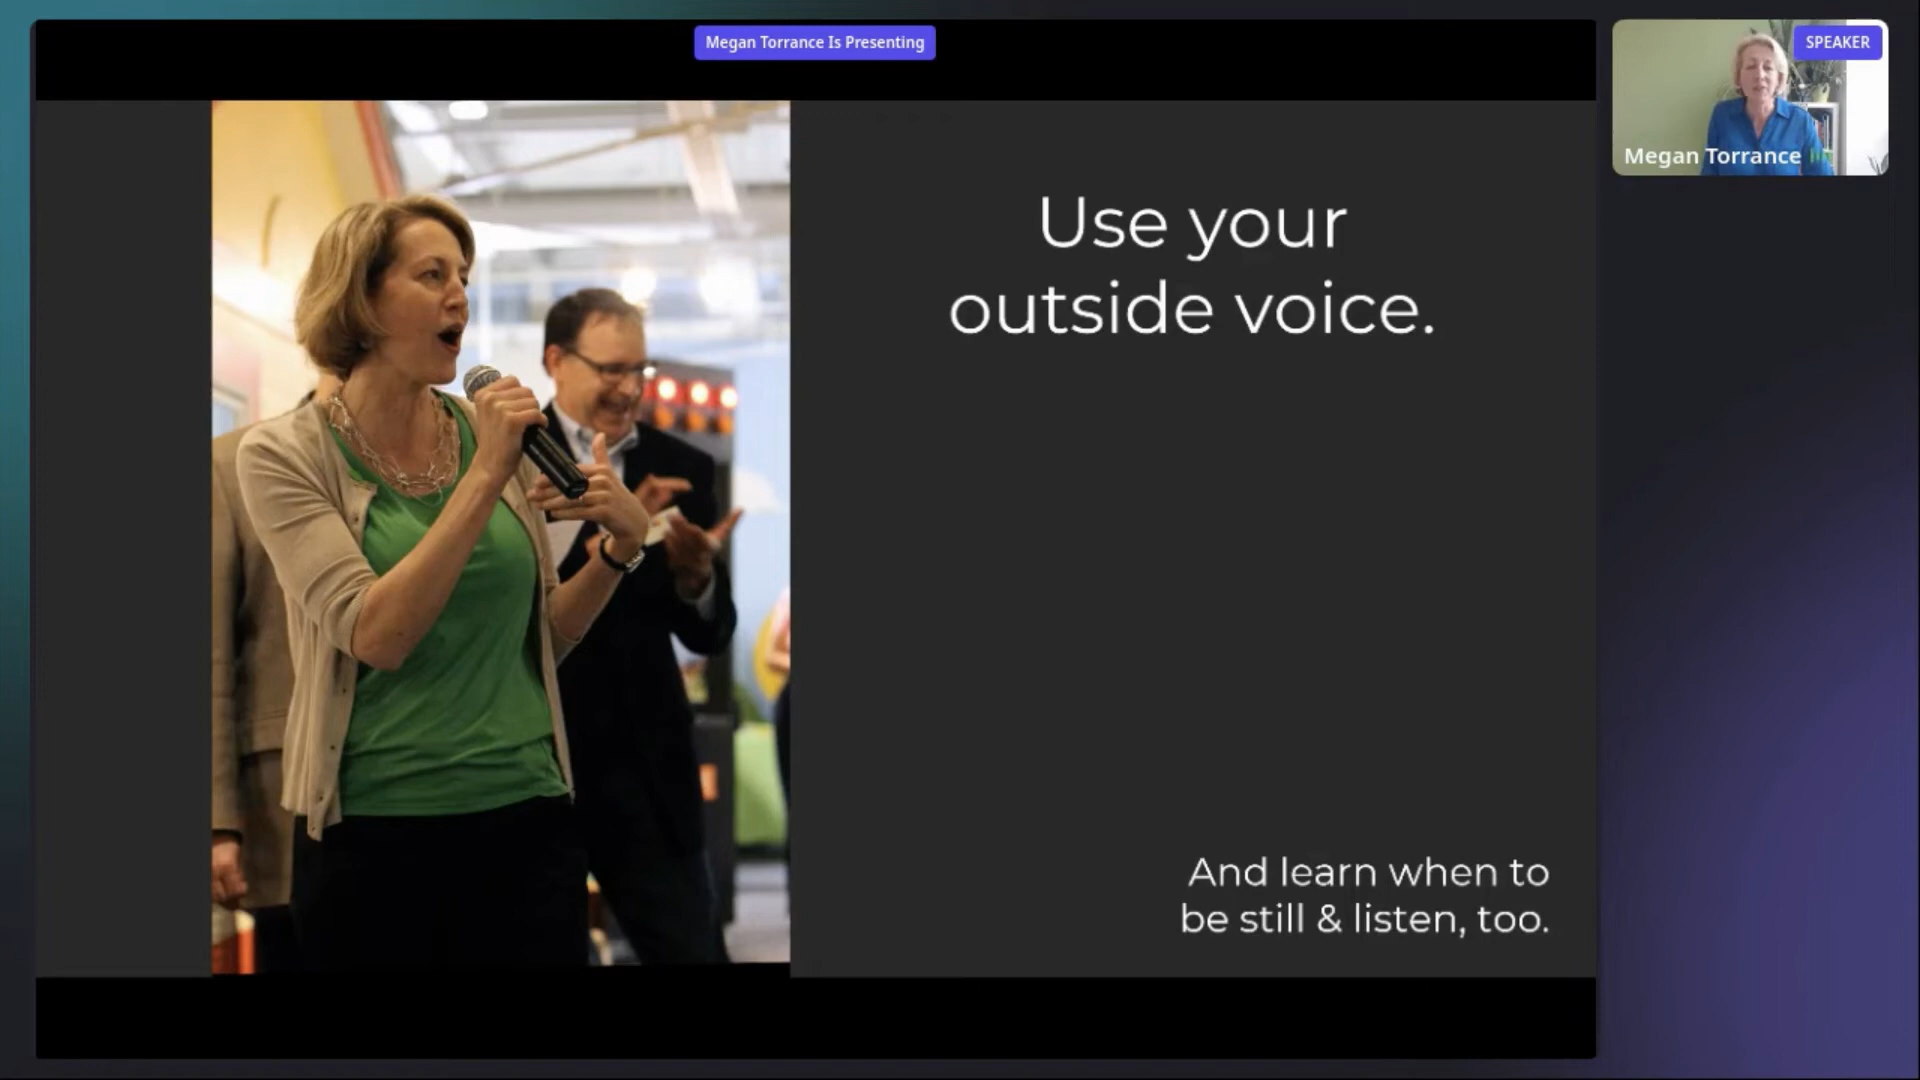 Megan Torrance Is Presenting
SPEAKER
Megan Torrance
Use your
outside voice.
And learn when to
be still & listen, too.